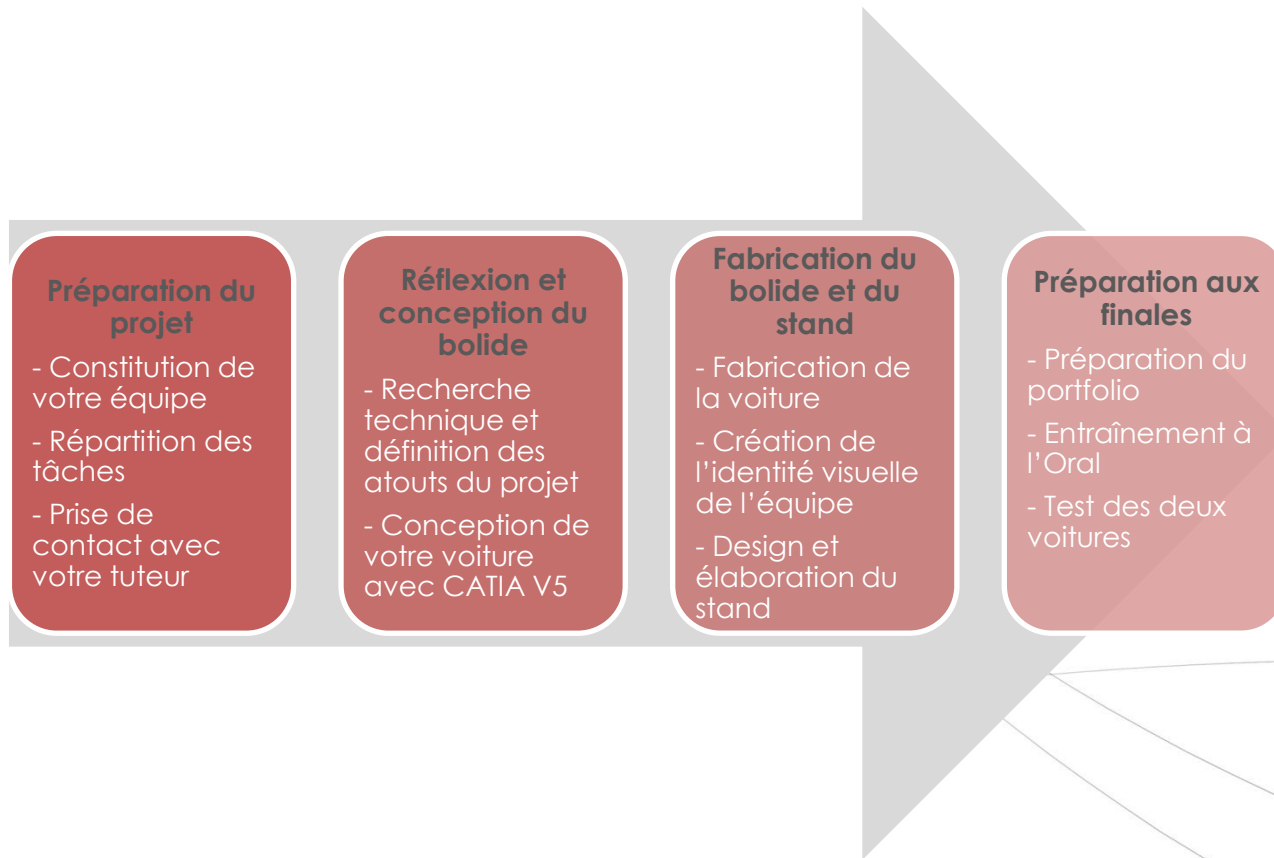 Préparation du
projet
- Constitution de
votre équipe
- Répartition des
tâches
- Prise de
contact avec
votre tuteur
Réflexion et
conception du
bolide
- Recherche
technique et
définition des
atouts du projet
- Conception de
votre voiture
avec CATIA V5
Fabrication du
bolide et du
stand
- Fabrication de
la voiture
- Création de
l’identité visuelle
de l’équipe
- Design et
élaboration du
stand
Préparation aux
finales
- Préparation du
portfolio
- Entraînement à
l’Oral
- Test des deux
voitures